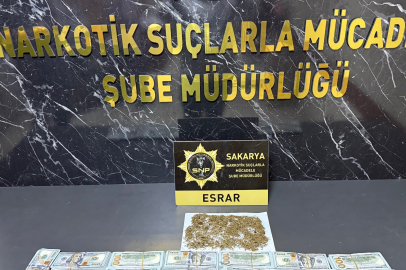 NARKOTİK SUÇLARLA MÜCADE
ŞUBE MÜDÜRLÜĞÜ
SNP
SAKARYA
NARKOTİK SUÇLARLA
MÜCADELE
ŞUBE MÜDÜRLÜĞÜ
ESRAR